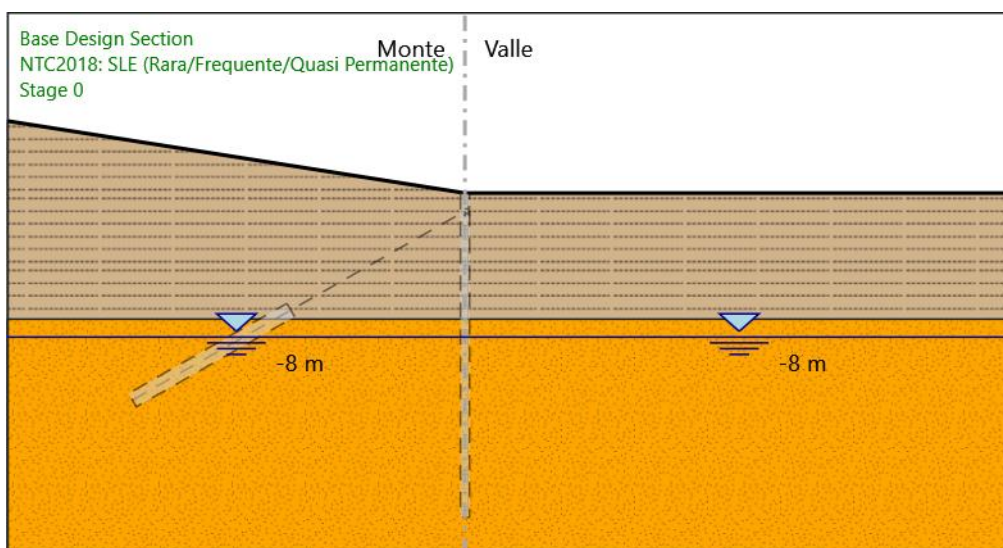 Base Design Section
NTC2018: SLE (Rara/Frequente/Quasi Permanente)
Stage 0
Monte
Valle
-8 m
-8 m